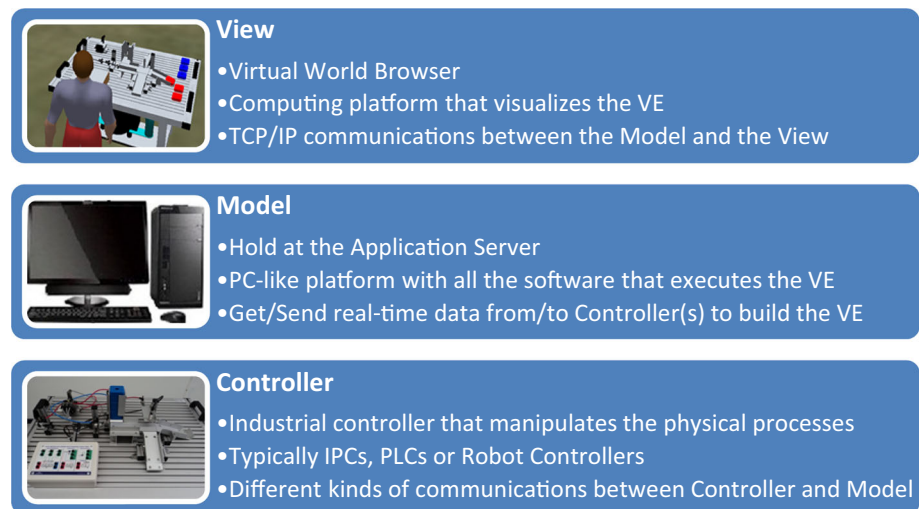 View
•Virtual World Browser
•Computing platform that visualizes the VE
•TCP/IP communications between the Model and the View
Model
•Hold at the Application Server
•PC-like platform with all the software that executes the VE
•Get/Send real-time data from/to Controller(s) to build the VE
Controller
•Industrial controller that manipulates the physical processes
•Typically IPCs, PLCs or Robot Controllers
•Different kinds of communications between Controller and Model